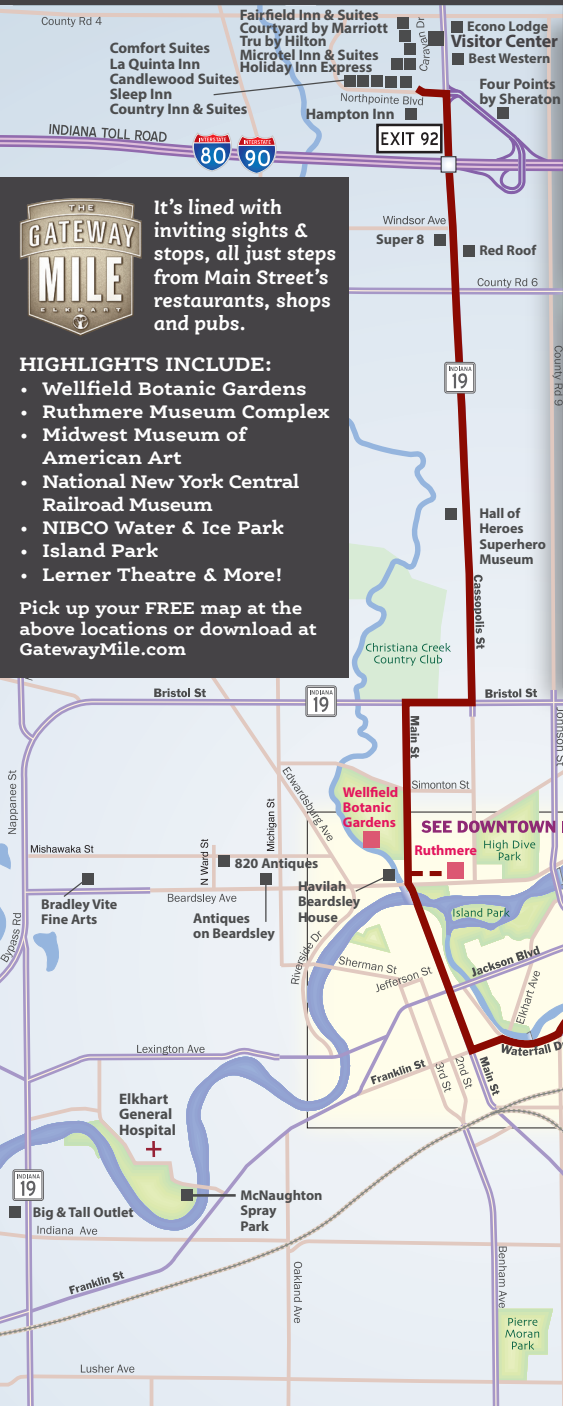 County Rd 4
Fairfield Inn & Suites
Courtyard by Marriott
Tru by Hilton
Microtel Inn & Suites
Holiday Inn Express
Comfort Suites
La Quinta Inn
Candlewood Suites
Sleep Inn
Country Inn & Suites
Caravan Dr
Econo Lodge
Visitor Center
Best Western
Four Points
by Sheraton
Northpointe Blvd
Hampton Inn
INDIANA TOLL ROAD
INTERSTATE
80
INTERSTATE
90
EXIT 92
THE
GATEWAY
MILE
ELKHART
It's lined with
inviting sights &
stops, all just steps
from Main Street's
restaurants, shops
and pubs.
HIGHLIGHTS INCLUDE:
• Wellfield Botanic Gardens
• Ruthmere Museum Complex
• Midwest Museum of
American Art
• National New York Central
Railroad Museum
• NIBCO Water & Ice Park
• Island Park
• Lerner Theatre & More!
Pick up your FREE map at the
above locations or download at
GatewayMile.com
Windsor Ave
Super 8
Red Roof
County Rd 6
County Rd 9
INDIANA
19
Hall of
Heroes
Superhero
Museum
Cassopolis St
Christiana Creek
Country Club
Bristol St
INDIANA
19
Bristol St
Main St
Johnson St
Simonton St
Nappanee St
Edwardsburg Ave
Michigan St
Wellfield
Botanic
Gardens
SEE DOWNTOWN
Ruthmere
High Dive
Park
Mishawaka St
N Ward St
820 Antiques
Bradley Vite
Fine Arts
Beardsley Ave
Antiques
on Beardsley
Havilah
Beardsley
House
Island Park
Bypass Rd
Riverside Dr
Sherman St
Jefferson St
Jackson Blvd
Elkhart Ave
Lexington Ave
Waterfall D
Franklin St
3rd St
2nd St
Main St
Elkhart
General
Hospital
INDIANA
19
McNaughton
Spray
Park
Big & Tall Outlet
Indiana Ave
Franklin St
Oakland Ave
Benham Ave
Pierre
Moran
Park
Lusher Ave